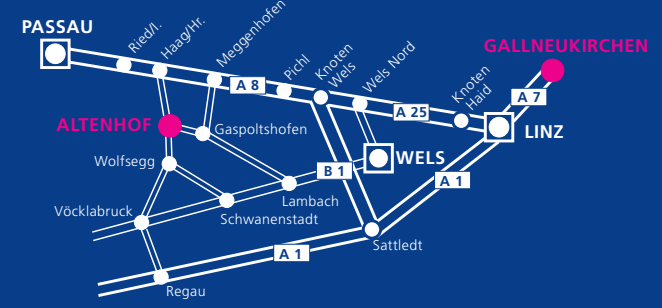 PASSAU
Ried/I.
Haag/Hr.
Meggenhofen
GALLNEUKIRCHEN
A 8
Pichl
Knoten
Wels
Wels Nord
Knoten
Haid
A 7
A 25
ALTENHOF
Gaspoltshofen
LINZ
Wolfsegg
B 1
WELS
A 1
Lambach
Vöcklabruck
Schwanenstadt
Sattledt
A 1
Regau